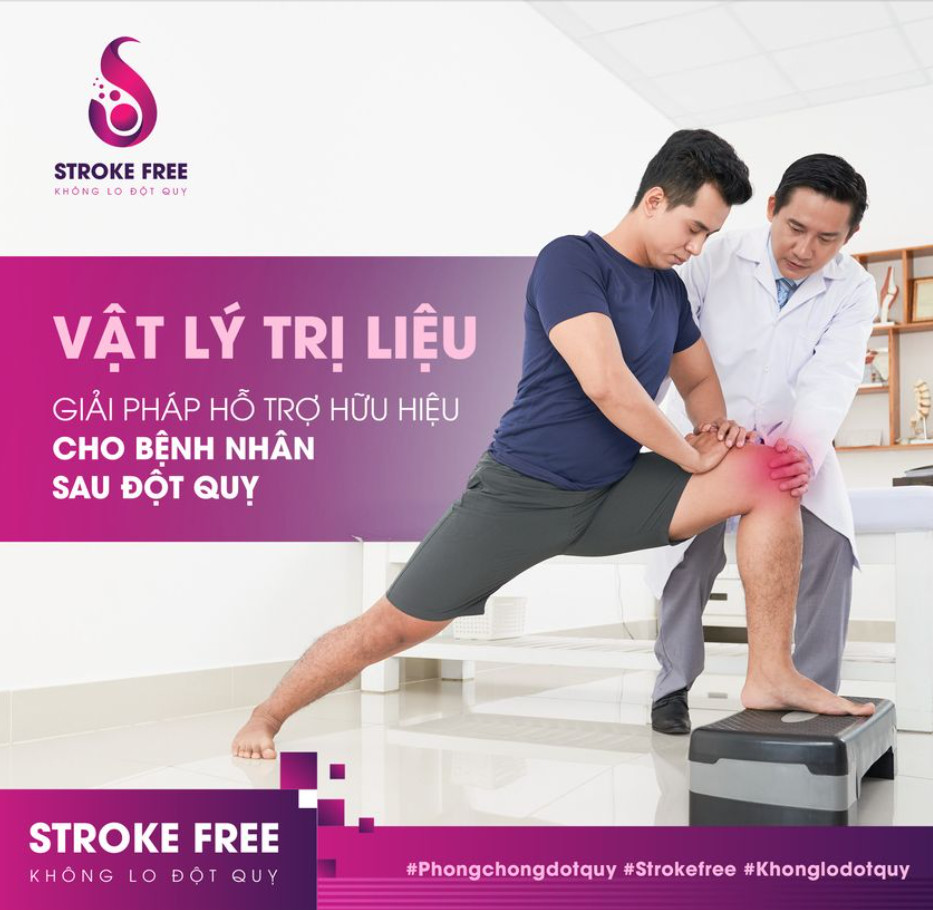 STROKE FREE
KHÔNG LO ĐỘT QUỴ
VẬT LÝ TRỊ LIỆU
GIẢI PHÁP HỖ TRỢ HỮU HIỆU
CHO BỆNH NHÂN
SAU ĐỘT QUỴ
STROKE FREE
KHÔNG LO ĐỘT QUỴ
#Phongchongdotquy #Strokefree #Khonglodotquy